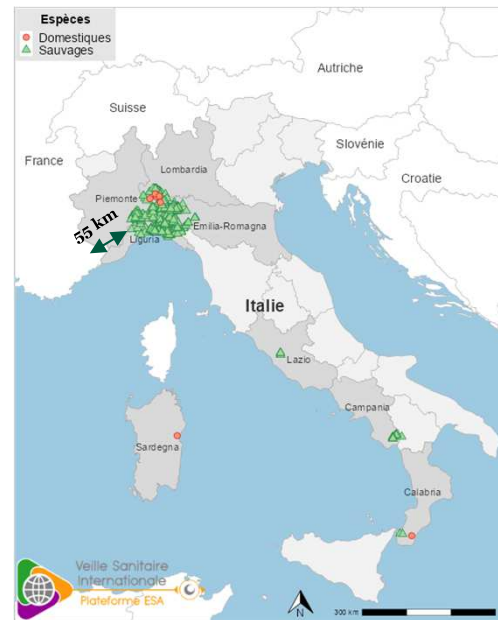 Espèces
Domestiques
Sauvages
Autriche
Suisse
Slovénie
France
Lombardia
Croatie
Piemonte
55 km
Emilia-Romagna
Liguria
Italie
Lazio
Campania
Sardegna
Calabria
Veille Sanitaire
Internationale
Plateforme ESA
N
300 km